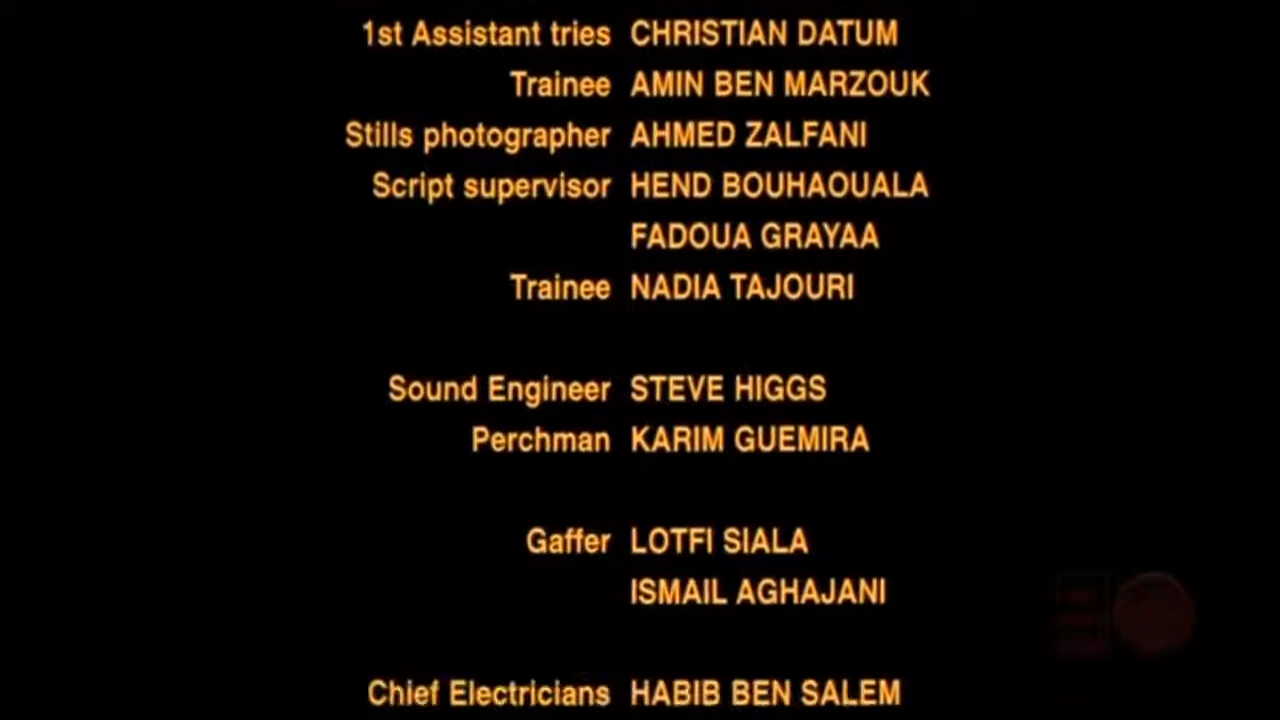 1st Assistant tries CHRISTIAN DATUM
Trainee AMIN BEN MARZOUK
Stills photographer AHMED ZALFANI
Script supervisor HEND BOUHAOUALA
FADOUA GRAYAA
Trainee NADIA TAJOURI
Sound Engineer STEVE HIGGS
Perchman KARIM GUEMIRA
Gaffer LOTFI SIALA
ISMAIL AGHAJANI
Chief Electricians HABIB BEN SALEM